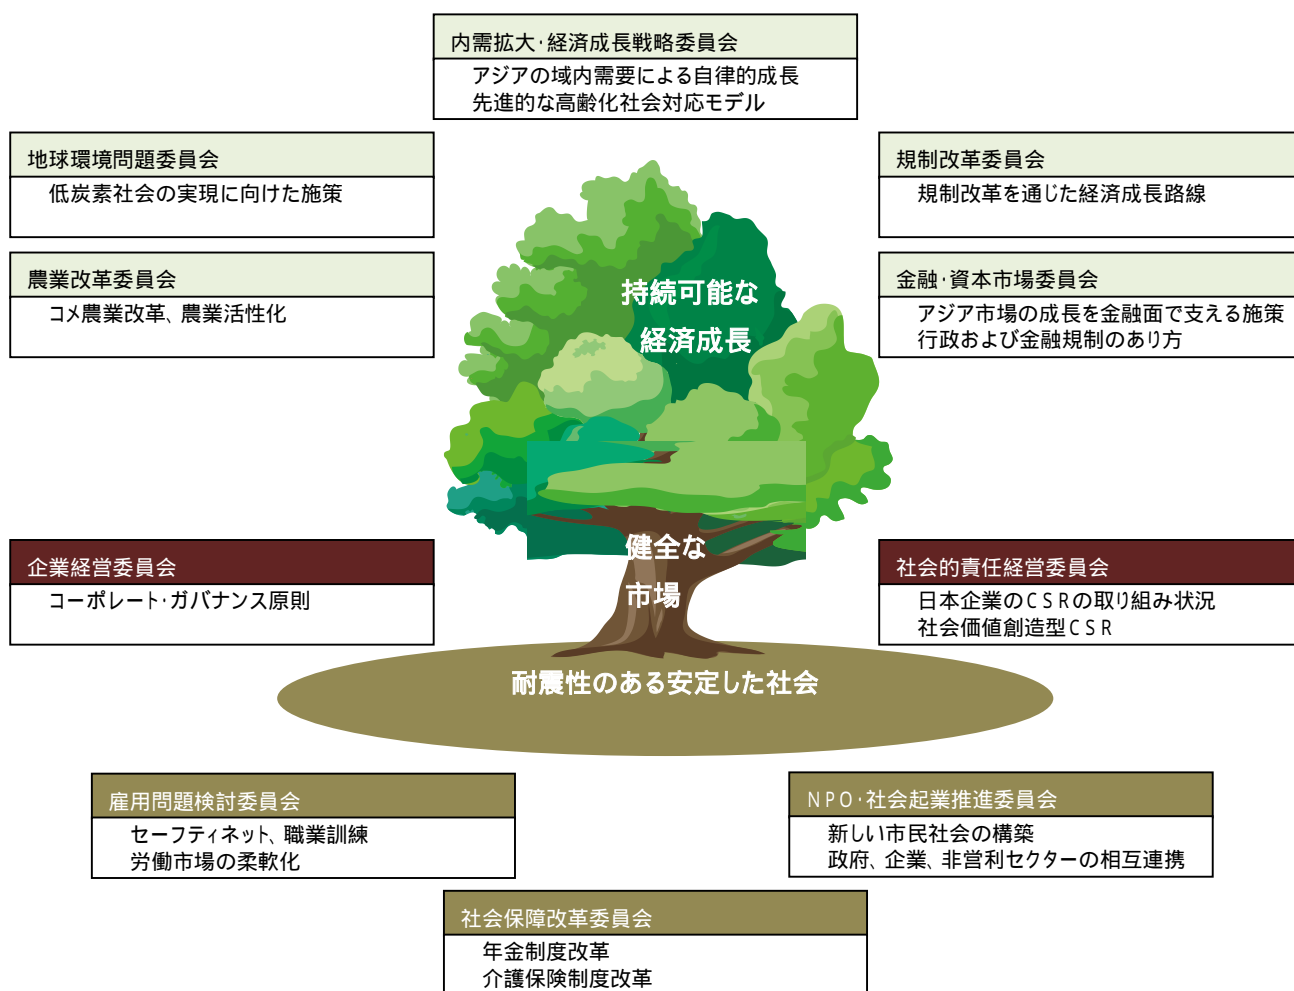 内需拡大・経済成長戦略委員会
アジアの域内需要による自律的成長
先進的な高齢化社会対応モデル
地球環境問題委員会
低炭素社会の実現に向けた施策
規制改革委員会
規制改革を通じた経済成長路線
農業改革委員会
コメ農業改革、農業活性化
金融・資本市場委員会
アジア市場の成長を金融面で支える施策
行政および金融規制のあり方
持続可能な
経済成長
企業経営委員会
コーポレート・ガバナンス原則
健全な
市場
社会的責任経営委員会
日本企業のCSRの取り組み状況
社会価値創造型CSR
耐震性のある安定した社会
雇用問題検討委員会
セーフティネット、職業訓練
労働市場の柔軟化
NPO・社会起業推進委員会
新しい市民社会の構築
政府、企業、非営利セクターの相互連携
社会保障改革委員会
年金制度改革
介護保険制度改革